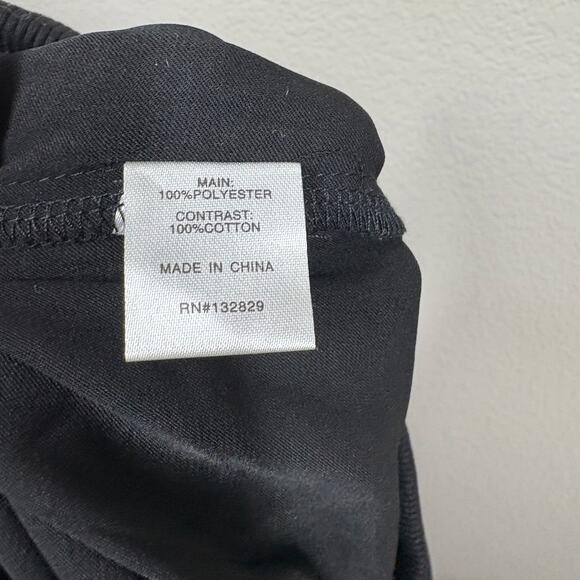 MAIN:
100%POLYESTER
CONTRAST:
100%COTTON
MADE IN CHINA
RN#132829